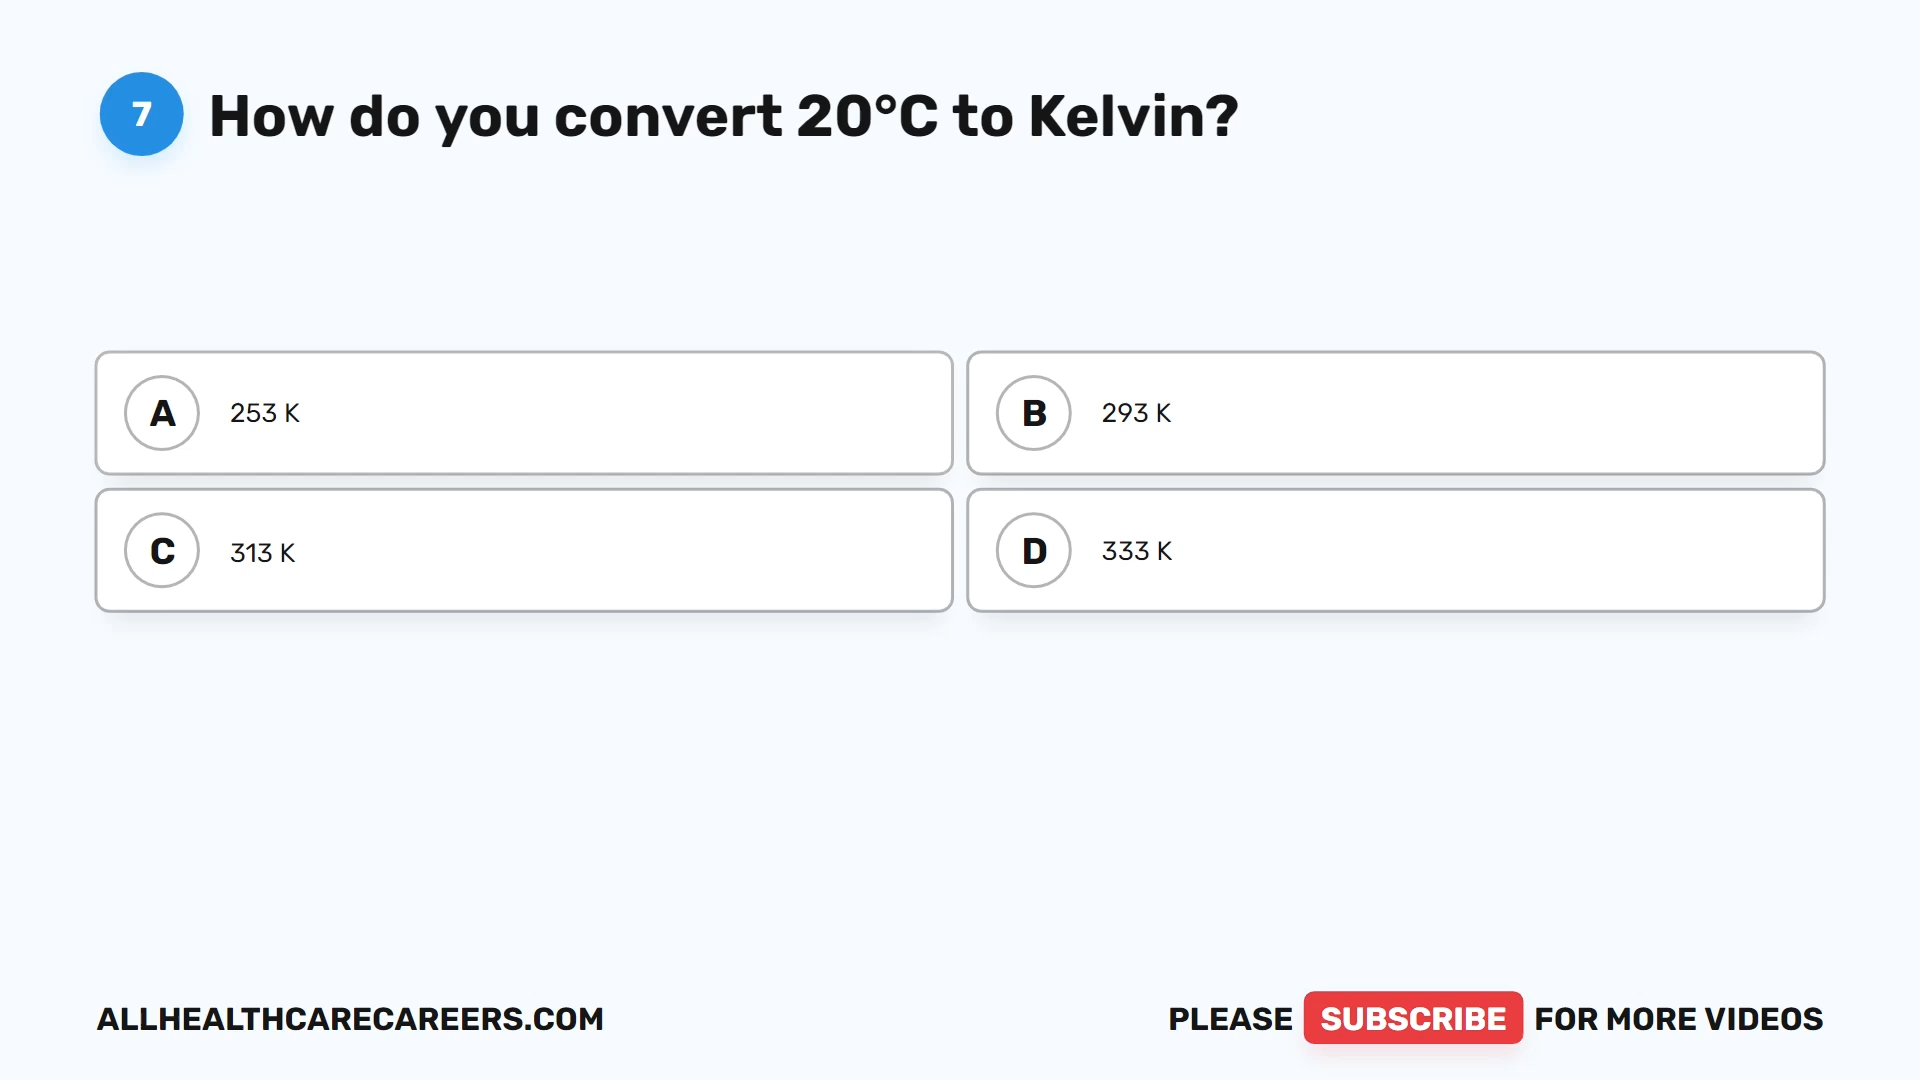 7 How do you convert 20°C to Kelvin?
A 253 K
B 293 K
C 313 K
D 333 K
ALLHEALTHCARECAREERS.COM
PLEASE SUBSCRIBE FOR MORE VIDEOS